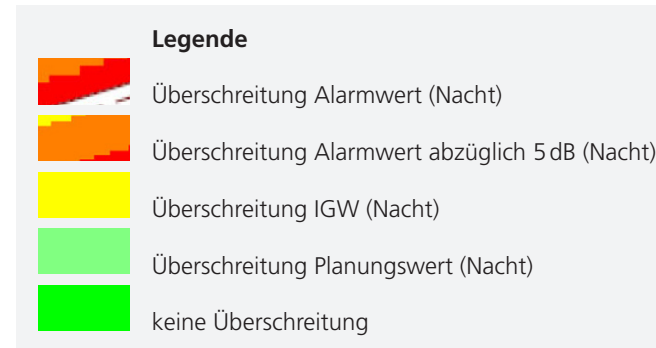 Legende
Überschreitung Alarmwert (Nacht)
Überschreitung Alarmwert abzüglich 5 dB (Nacht)
Überschreitung IGW (Nacht)
Überschreitung Planungswert (Nacht)
keine Überschreitung